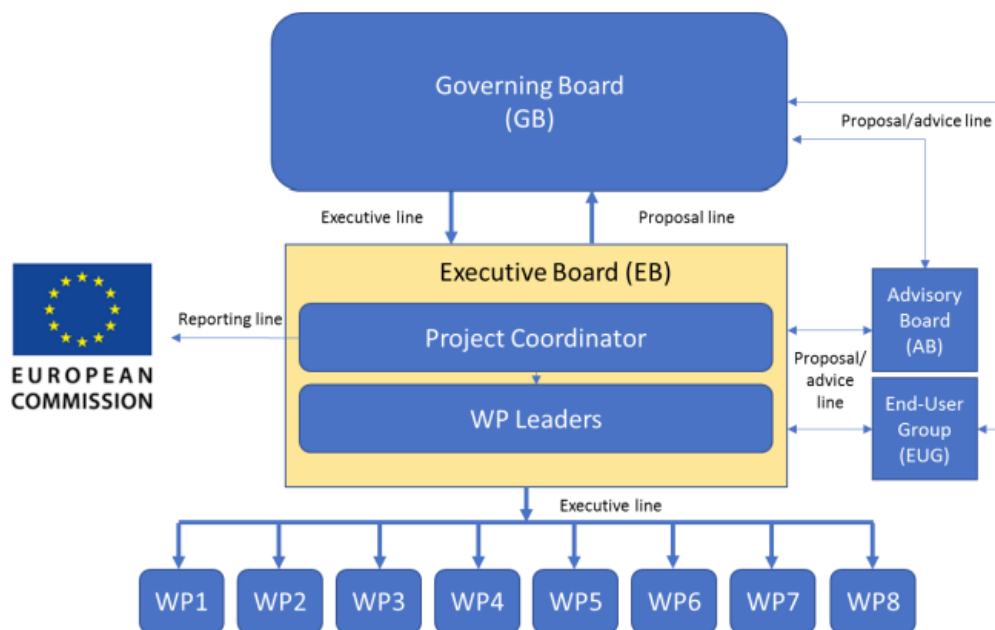 Governing Board
(GB)
Proposal/advice line
Executive line
Proposal line
Executive Board (EB)
Reporting line
Project Coordinator
Advisory
Board
(AB)
EUROPEAN
COMMISSION
Proposal/
advice
line
WP Leaders
End-User
Group
(EUG)
Executive line
WP1
WP2
WP3
WP4
WP5
WP6
WP7
WP8